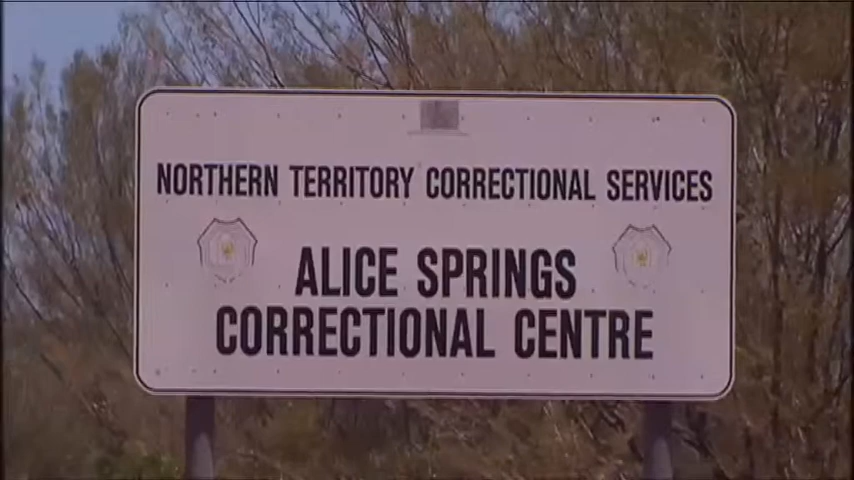 NORTHERN TERRITORY CORRECTIONAL SERVICES
ALICE SPRINGS
CORRECTIONAL CENTRE